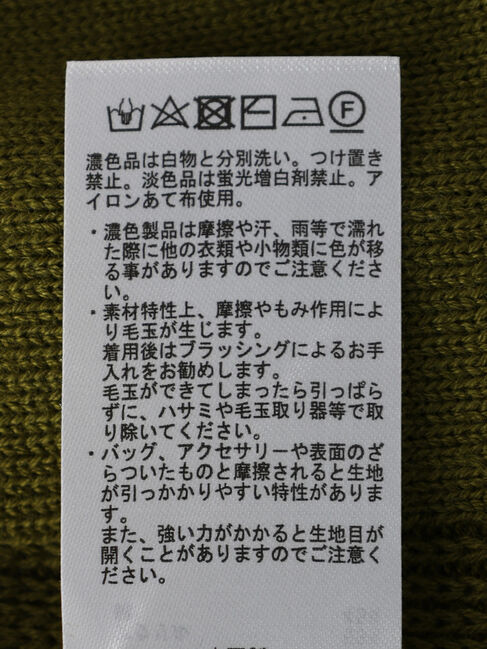 F
濃色品は白物と分別洗い。つけ置き
禁止。淡色品は蛍光増白剤禁止。ア
イロンあて布使用。
・濃色製品は摩擦や汗、雨等で濡れ
た際に他の衣類や小物類に色が移
る事がありますのでご注意くださ
い。
・素材特性上、摩擦やもみ作用によ
り毛玉が生じます。
着用後はブラッシングによるお手
入れをお勧めします。
毛玉ができてしまったら引っぱら
ずに、ハサミや毛玉取り器等で取
り除いてください。
・バッグ、アクセサリーや表面のざ
らついたものと摩擦されると生地
が引っかかりやすい特性がありま
す。
また、強い力がかかると生地目が
開くことがありますのでご注意く
ださい。